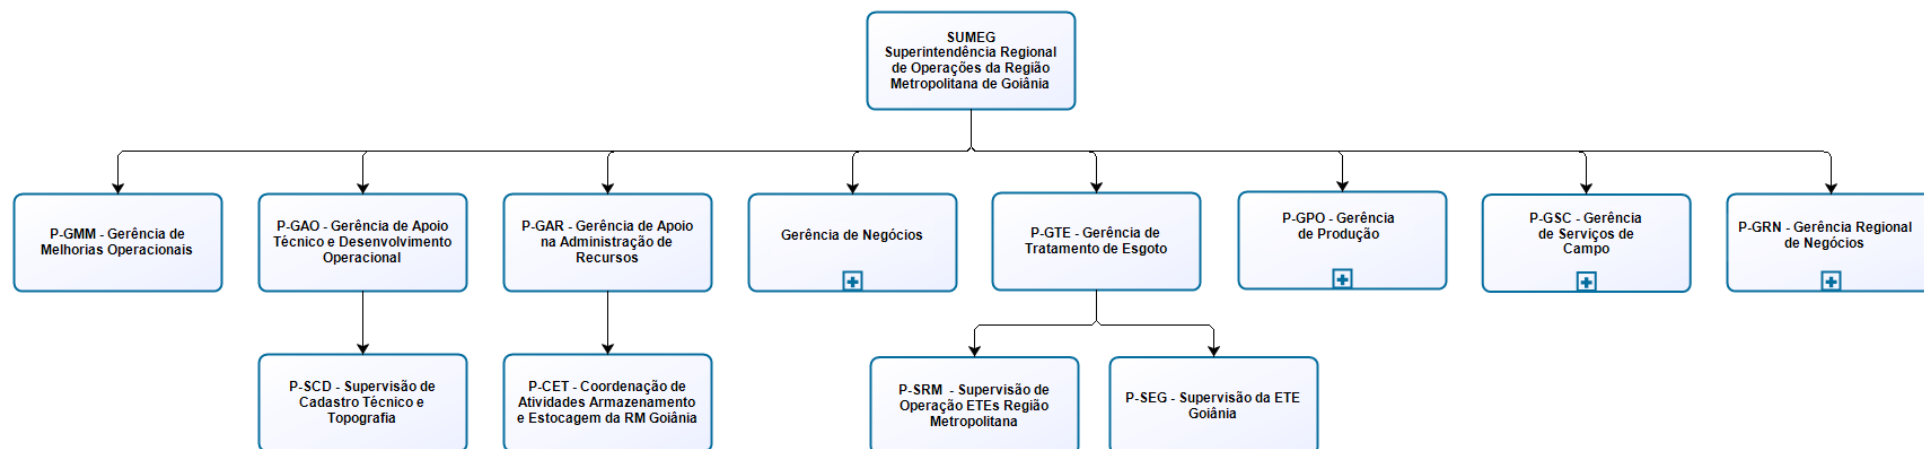 SUMEG
Superintendência Regional
de Operações da Região
Metropolitana de Goiânia
P-GMM - Gerência de
Melhorias Operacionais
P-GAO - Gerência de Apoio
Técnico e Desenvolvimento
Operacional
P-GAR - Gerência de Apoio
na Administração de
Recursos
Gerência de Negócios
P-GTE - Gerência de
Tratamento de Esgoto
P-GPO - Gerência
de Produção
P-GSC - Gerência
de Serviços de
Campo
P-GRN - Gerência Regional
de Negócios
P-SCD - Supervisão de
Cadastro Técnico e
Topografia
P-CET - Coordenação de
Atividades Armazenamento
e Estocagem da RM Goiânia
P-SRM - Supervisão de
Operação ETEs Região
Metropolitana
P-SEG - Supervisão da ETE
Goiânia